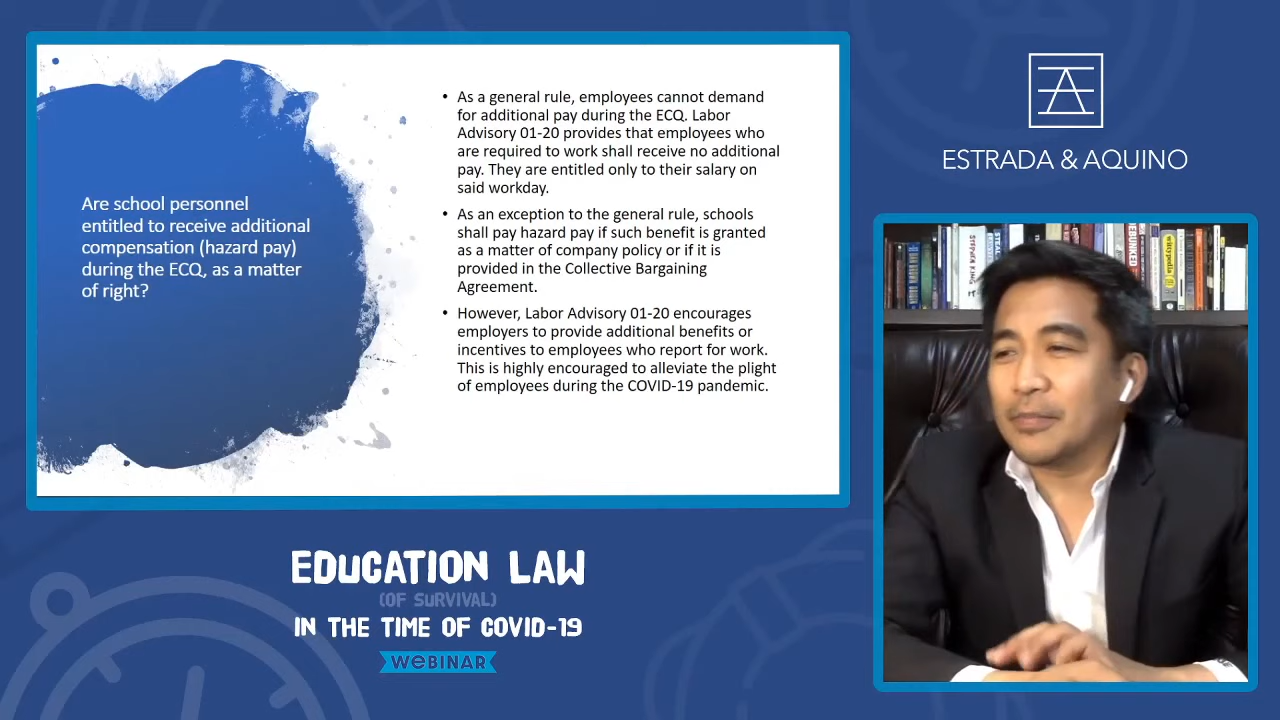 Are school personnel
entitled to receive additional
compensation (hazard pay)
during the ECQ, as a matter
of right?
• As a general rule, employees cannot demand
for additional pay during the ECQ. Labor
Advisory 01-20 provides that employees who
are required to work shall receive no additional
pay. They are entitled only to their salary on
said workday.
• As an exception to the general rule, schools
shall pay hazard pay if such benefit is granted
as a matter of company policy or if it is
provided in the Collective Bargaining
Agreement.
• However, Labor Advisory 01-20 encourages
employers to provide additional benefits or
incentives to employees who report for work.
This is highly encouraged to alleviate the plight
of employees during the COVID-19 pandemic.
ESTRADA & AQUINO
STEPHEN KING
EDUCATION LAW
(OF SURVIVAL)
IN THE TIME OF COVID-19
WEBINAR